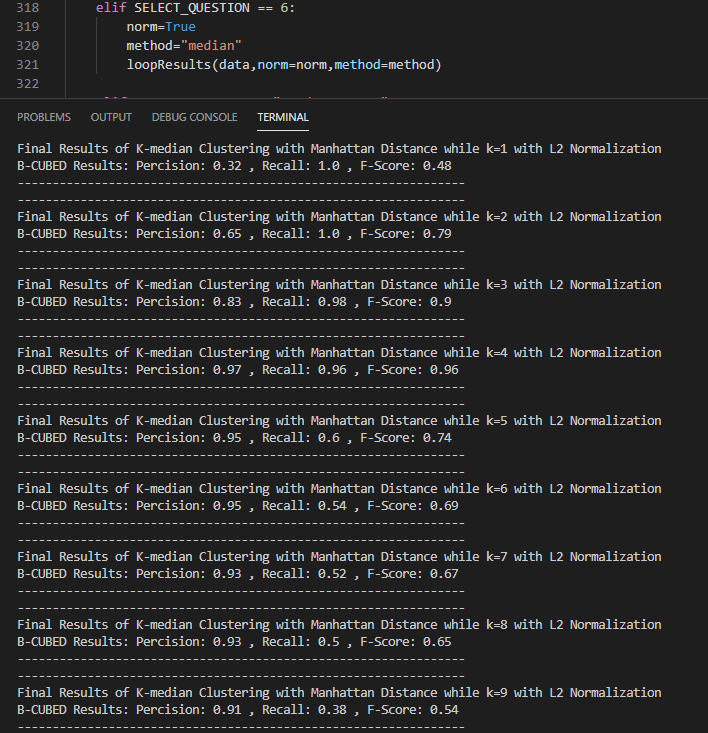 318 elif SELECT_QUESTION == 6:
319 norm=True
320 method="median"
321 loopResults(data,norm=norm,method=method)
322
PROBLEMS OUTPUT DEBUG CONSOLE TERMINAL
Final Results of K-median Clustering with Manhattan Distance while k=1 with L2 Normalization
B-CUBED Results: Percision: 0.32 , Recall: 1.0 , F-Score: 0.48
----------------------------------------------------------------
----------------------------------------------------------------
Final Results of K-median Clustering with Manhattan Distance while k=2 with L2 Normalization
B-CUBED Results: Percision: 0.65 , Recall: 1.0 , F-Score: 0.79
----------------------------------------------------------------
----------------------------------------------------------------
Final Results of K-median Clustering with Manhattan Distance while k=3 with L2 Normalization
B-CUBED Results: Percision: 0.83 , Recall: 0.98 , F-Score: 0.9
----------------------------------------------------------------
----------------------------------------------------------------
Final Results of K-median Clustering with Manhattan Distance while k=4 with L2 Normalization
B-CUBED Results: Percision: 0.97 , Recall: 0.96 , F-Score: 0.96
----------------------------------------------------------------
----------------------------------------------------------------
Final Results of K-median Clustering with Manhattan Distance while k=5 with L2 Normalization
B-CUBED Results: Percision: 0.95 , Recall: 0.6 , F-Score: 0.74
----------------------------------------------------------------
----------------------------------------------------------------
Final Results of K-median Clustering with Manhattan Distance while k=6 with L2 Normalization
B-CUBED Results: Percision: 0.95 , Recall: 0.54 , F-Score: 0.69
----------------------------------------------------------------
----------------------------------------------------------------
Final Results of K-median Clustering with Manhattan Distance while k=7 with L2 Normalization
B-CUBED Results: Percision: 0.93 , Recall: 0.52 , F-Score: 0.67
----------------------------------------------------------------
----------------------------------------------------------------
Final Results of K-median Clustering with Manhattan Distance while k=8 with L2 Normalization
B-CUBED Results: Percision: 0.93 , Recall: 0.5 , F-Score: 0.65
----------------------------------------------------------------
----------------------------------------------------------------
Final Results of K-median Clustering with Manhattan Distance while k=9 with L2 Normalization
B-CUBED Results: Percision: 0.91 , Recall: 0.38 , F-Score: 0.54
----------------------------------------------------------------